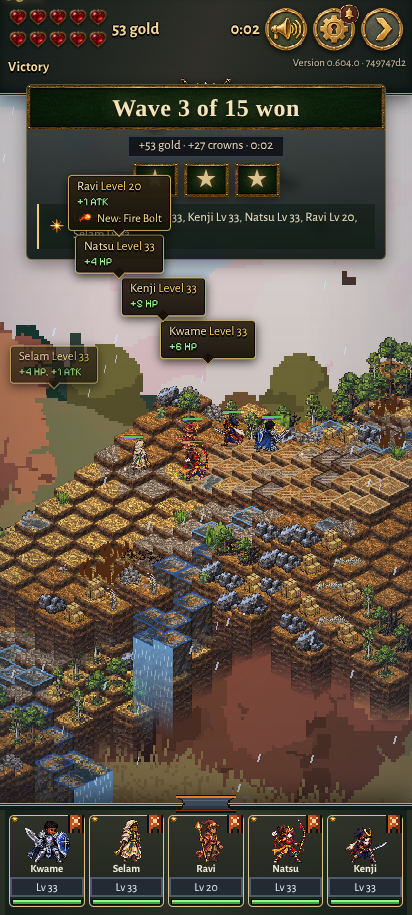 53 gold
0:02
Victory
Version 0.604.0 · 749747d2
Wave 3 of 15 won
+53 gold · +27 crowns · 0:02
Ravi Level 20
+1 ATK
New: Fire Bolt
33, Kenji Lv 33, Natsu Lv 33, Ravi Lv 20,
Natsu Level 33
+4 HP
Kenji Level 33
+8 HP
Kwame Level 33
+6 HP
Selam Level 33
+4 HP, +1 ATK
Kwame
Selam
Ravi
Natsu
Kenji
Lv 33
Lv 33
Lv 20
Lv 33
Lv 33